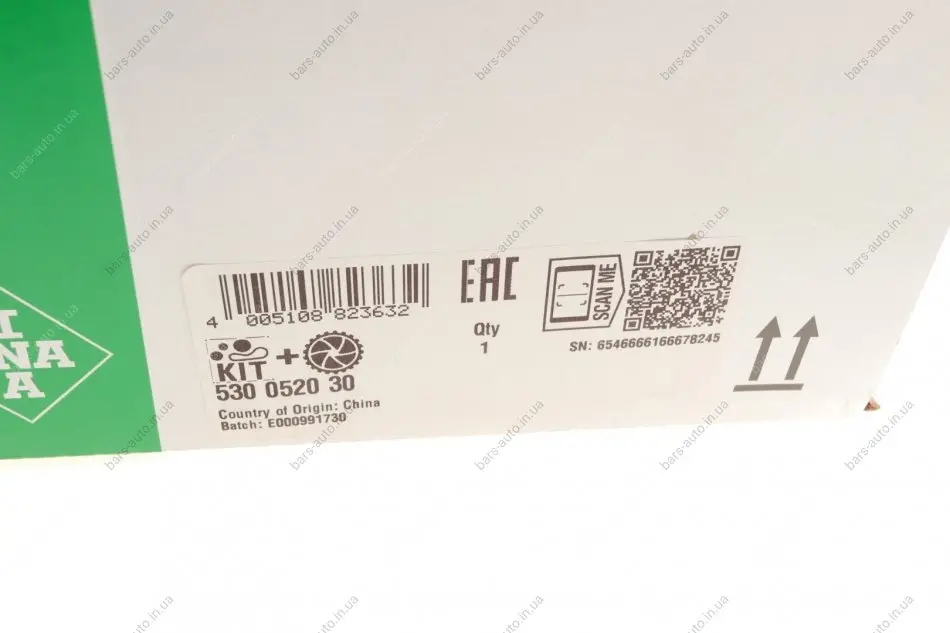 I
NA
A
4 005108 823632
EAC
SCAN ME
Qty
1
SN: 6546666166678245
KIT +
530 0520 30
Country of Origin: China
Batch: E000991730
bars-auto.in.ua